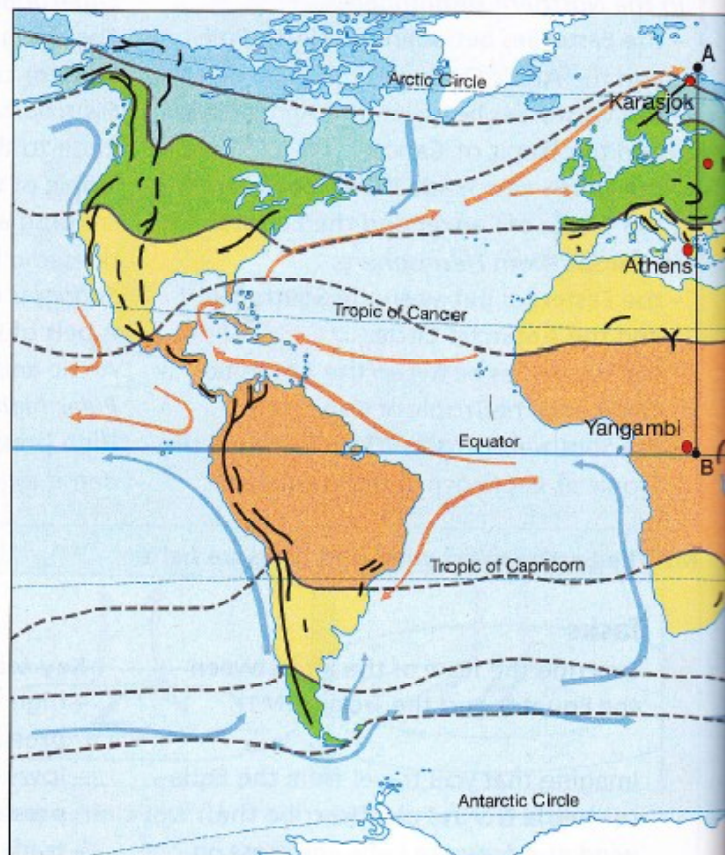 A
Arctic Circle
Karasjok
Athens
Tropic of Cancer
Yangambi
Equator
B
Tropic of Capricorn
Antarctic Circle